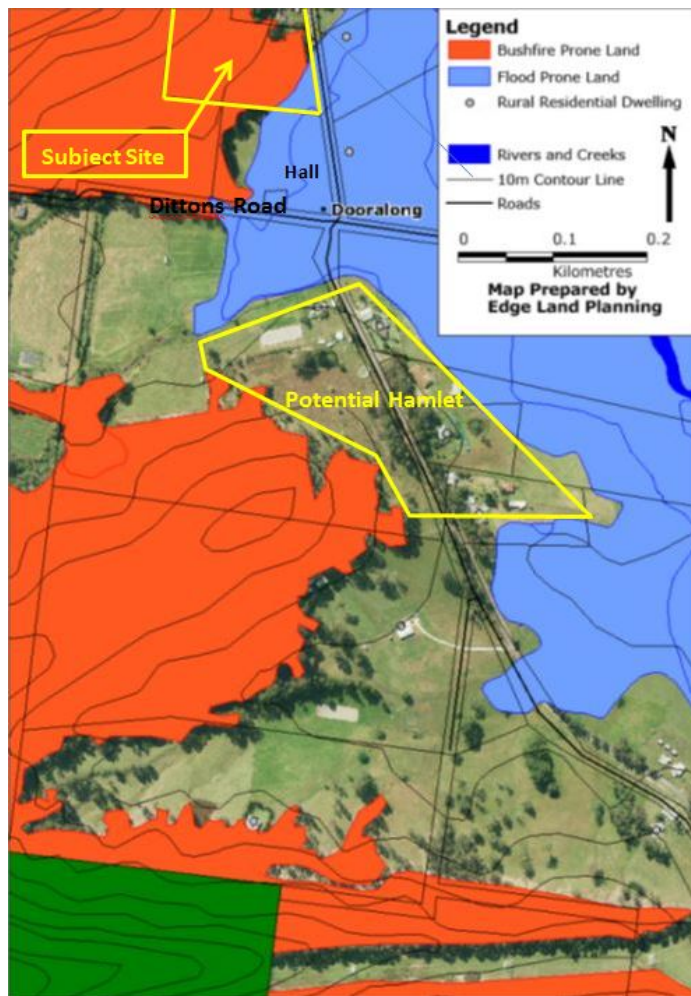 Legend
Bushfire Prone Land
Flood Prone Land
Rural Residential Dwelling
Rivers and Creeks
10m Contour Line
Roads
N
0 0.1 0.2
Kilometres
Map Prepared by
Edge Land Planning
Subject Site
Hall
Dittons Road
Dooralong
Potential Hamlet